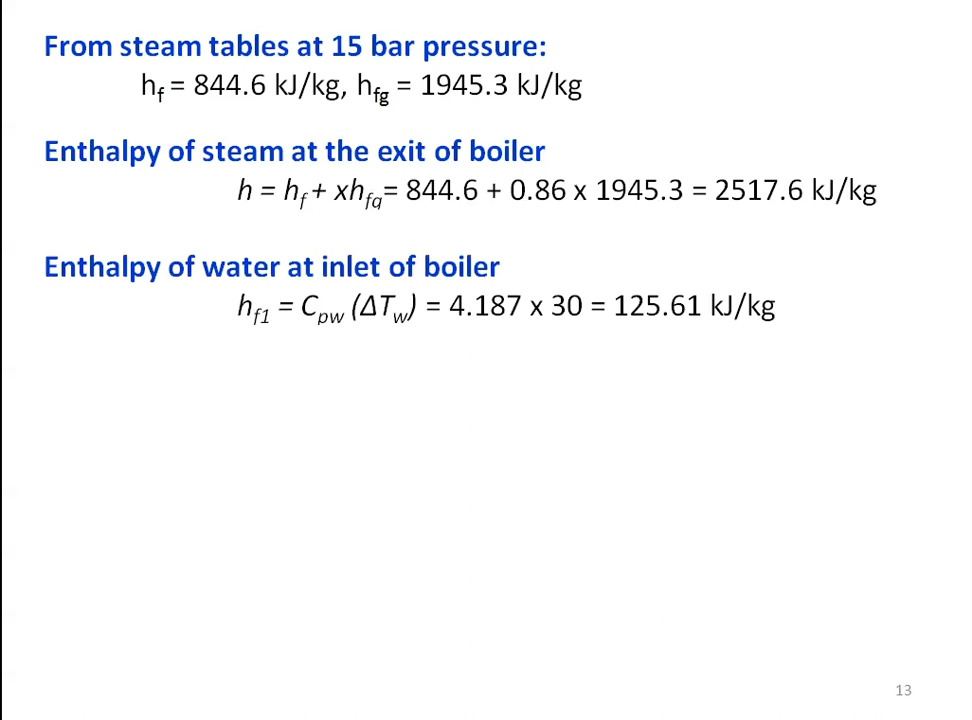 From steam tables at 15 bar pressure:
hf = 844.6 kJ/kg, hfg = 1945.3 kJ/kg
Enthalpy of steam at the exit of boiler
h = hf + xhfg= 844.6 + 0.86 x 1945.3 = 2517.6 kJ/kg
Enthalpy of water at inlet of boiler
hf1 = Cpw (ΔTw) = 4.187 x 30 = 125.61 kJ/kg
13